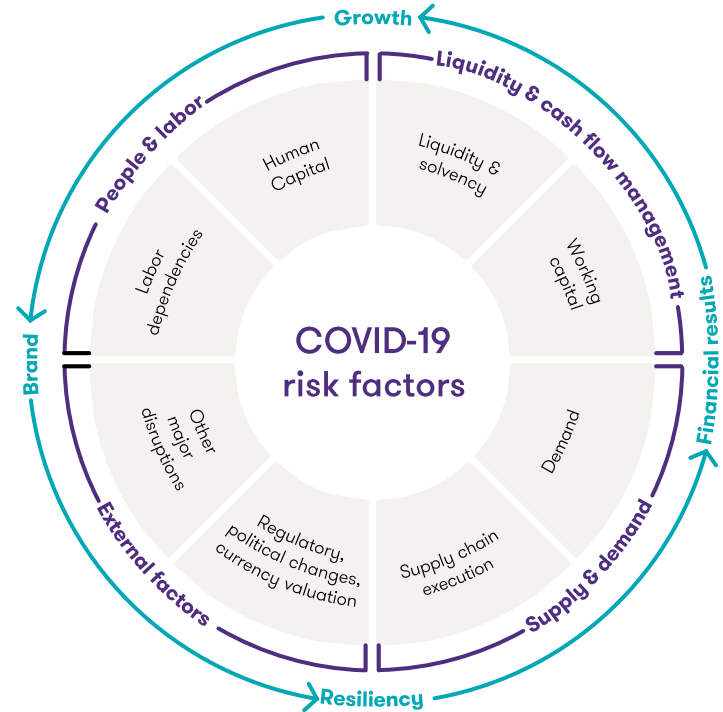 Growth
Liquidity & cash flow management
People & labor
Human
Capital
Liquidity &
solvency
Labor
dependencies
Working
capital
COVID-19
risk factors
Brand
Financial results
Other
major
disruptions
Demand
Regulatory,
political changes,
currency valuation
Supply chain
execution
External factors
Supply & demand
Resiliency